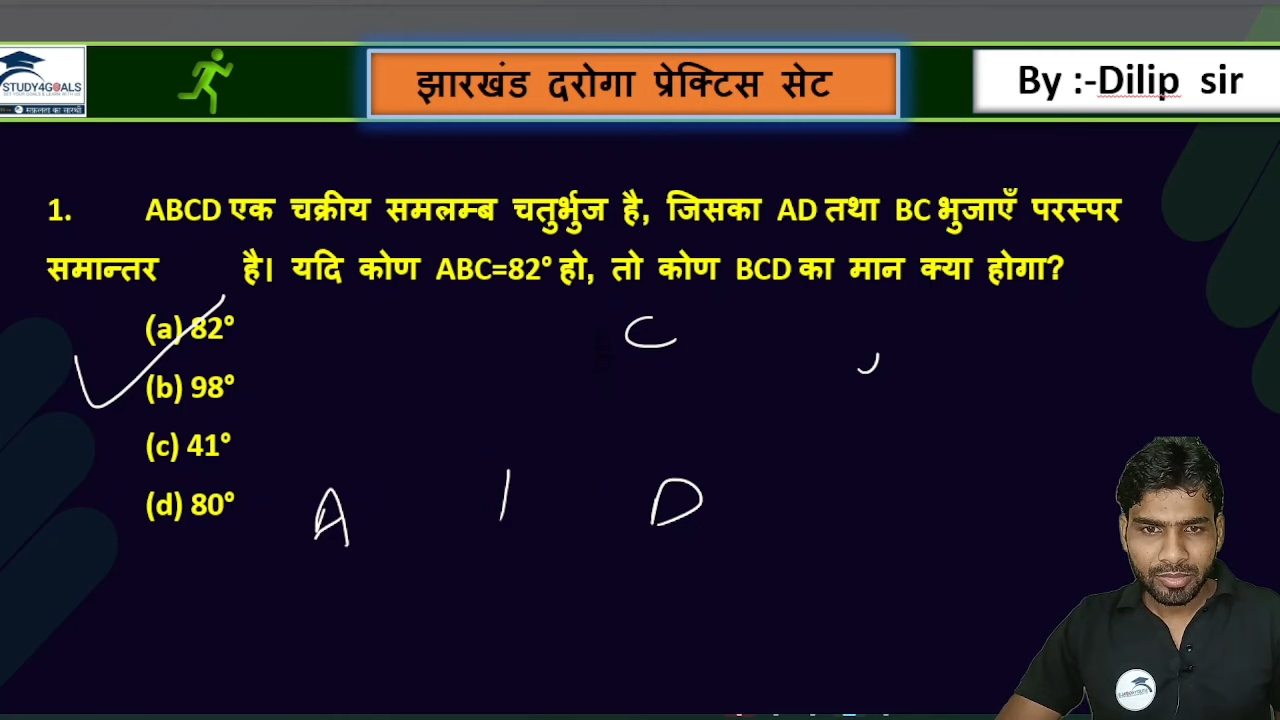 STUDY4GOALS
झारखंड दरोगा प्रेक्टिस सेट
By :-Dilip sir
1. ABCD एक चक्रीय समलम्ब चतुर्भुज है, जिसका AD तथा BC भुजाएँ परस्पर
समान्तर है। यदि कोण ABC=82° हो, तो कोण BCD का मान क्या होगा?
(a) 82°
(b) 98°
(c) 41°
(d) 80°
C
A
D